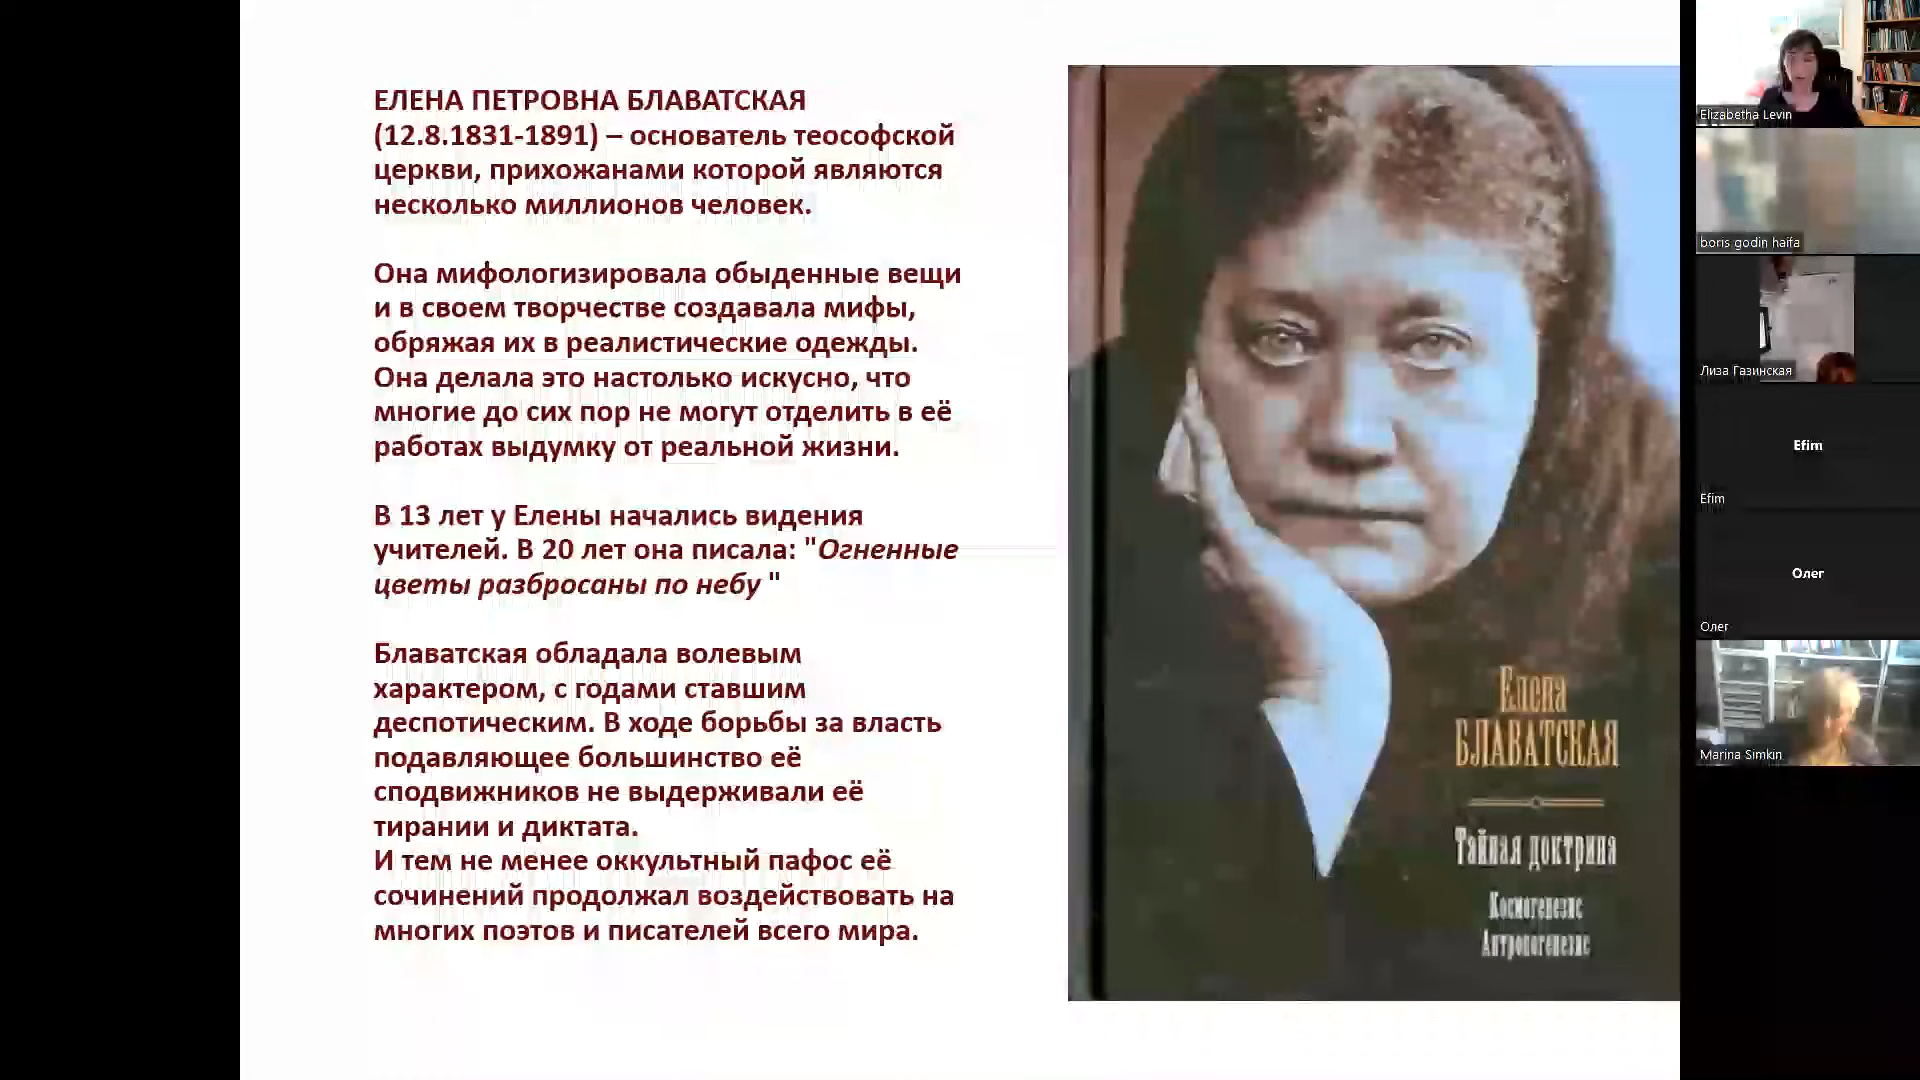 ЕЛЕНА ПЕТРОВНА БЛАВАТСКАЯ
(12.8.1831-1891) – основатель теософской
церкви, прихожанами которой являются
несколько миллионов человек.
Она мифологизировала обыденные вещи
и в своем творчестве создавала мифы,
обряжая их в реалистические одежды.
Она делала это настолько искусно, что
многие до сих пор не могут отделить в её
работах выдумку от реальной жизни.
В 13 лет у Елены начались видения
учителей. В 20 лет она писала: "Огненные
цветы разбросаны по небу "
Блаватская обладала волевым
характером, с годами ставшим
деспотическим. В ходе борьбы за власть
подавляющее большинство её
сподвижников не выдерживали её
тирании и диктата.
И тем не менее оккультный пафос её
сочинений продолжал воздействовать на
многих поэтов и писателей всего мира.
Елена
БЛАВАТСКАЯ
Тайная доктрина
Космогенезис
Антропогенезис
Elizabetha Levin
boris godin haifa
Лиза Газинская
Efim
Efim
Олег
Олег
Marina Simkin